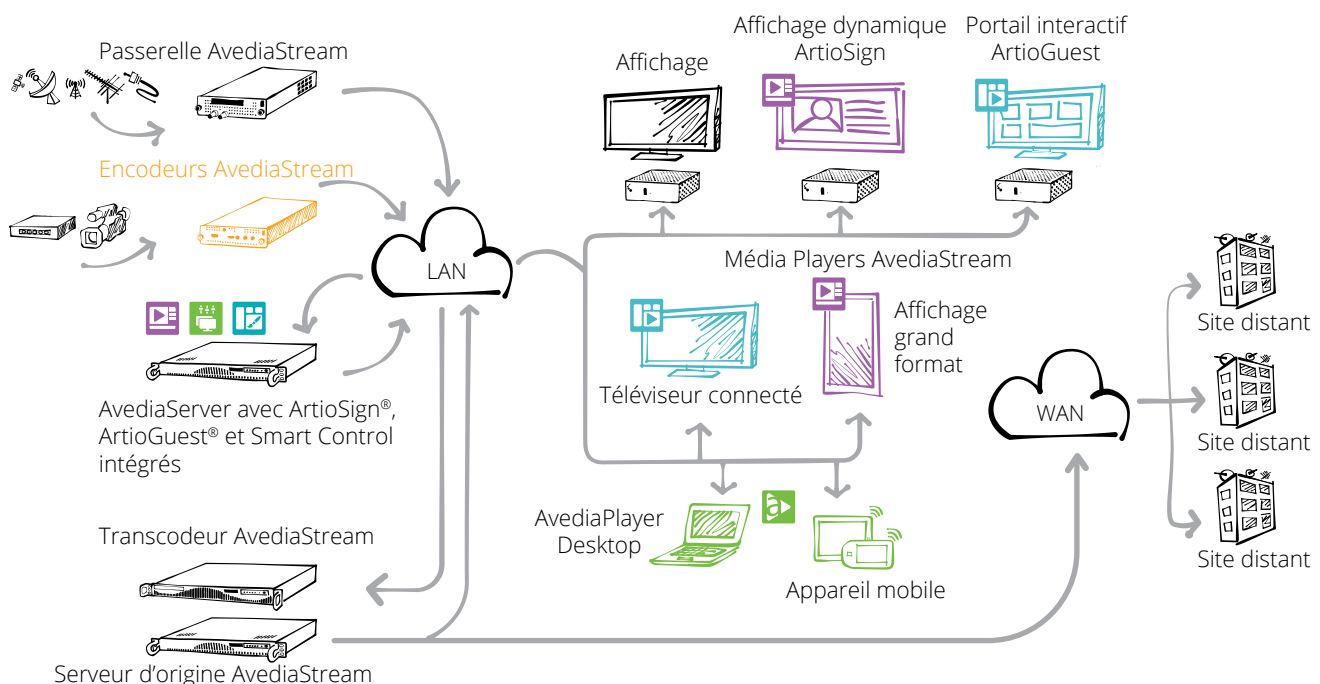 Passerelle AvediaStream
Encodeurs AvediaStream
AvediaServer avec ArtioSign®,
ArtioGuest® et Smart Control
intégrés
Transcodeur AvediaStream
Serveur d'origine AvediaStream
LAN
Affichage
Affichage dynamique
ArtioSign
Portail interactif
ArtioGuest
Média Players AvediaStream
Téléviseur connecté
Affichage
grand
format
AvediaPlayer
Desktop
a
Appareil mobile
WAN
Site distant
Site distant
Site distant